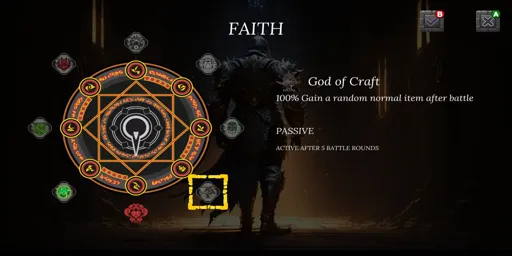 FAITH
B
A
God of Craft
100% Gain a random normal item after battle
PASSIVE
ACTIVE AFTER 5 BATTLE ROUNDS